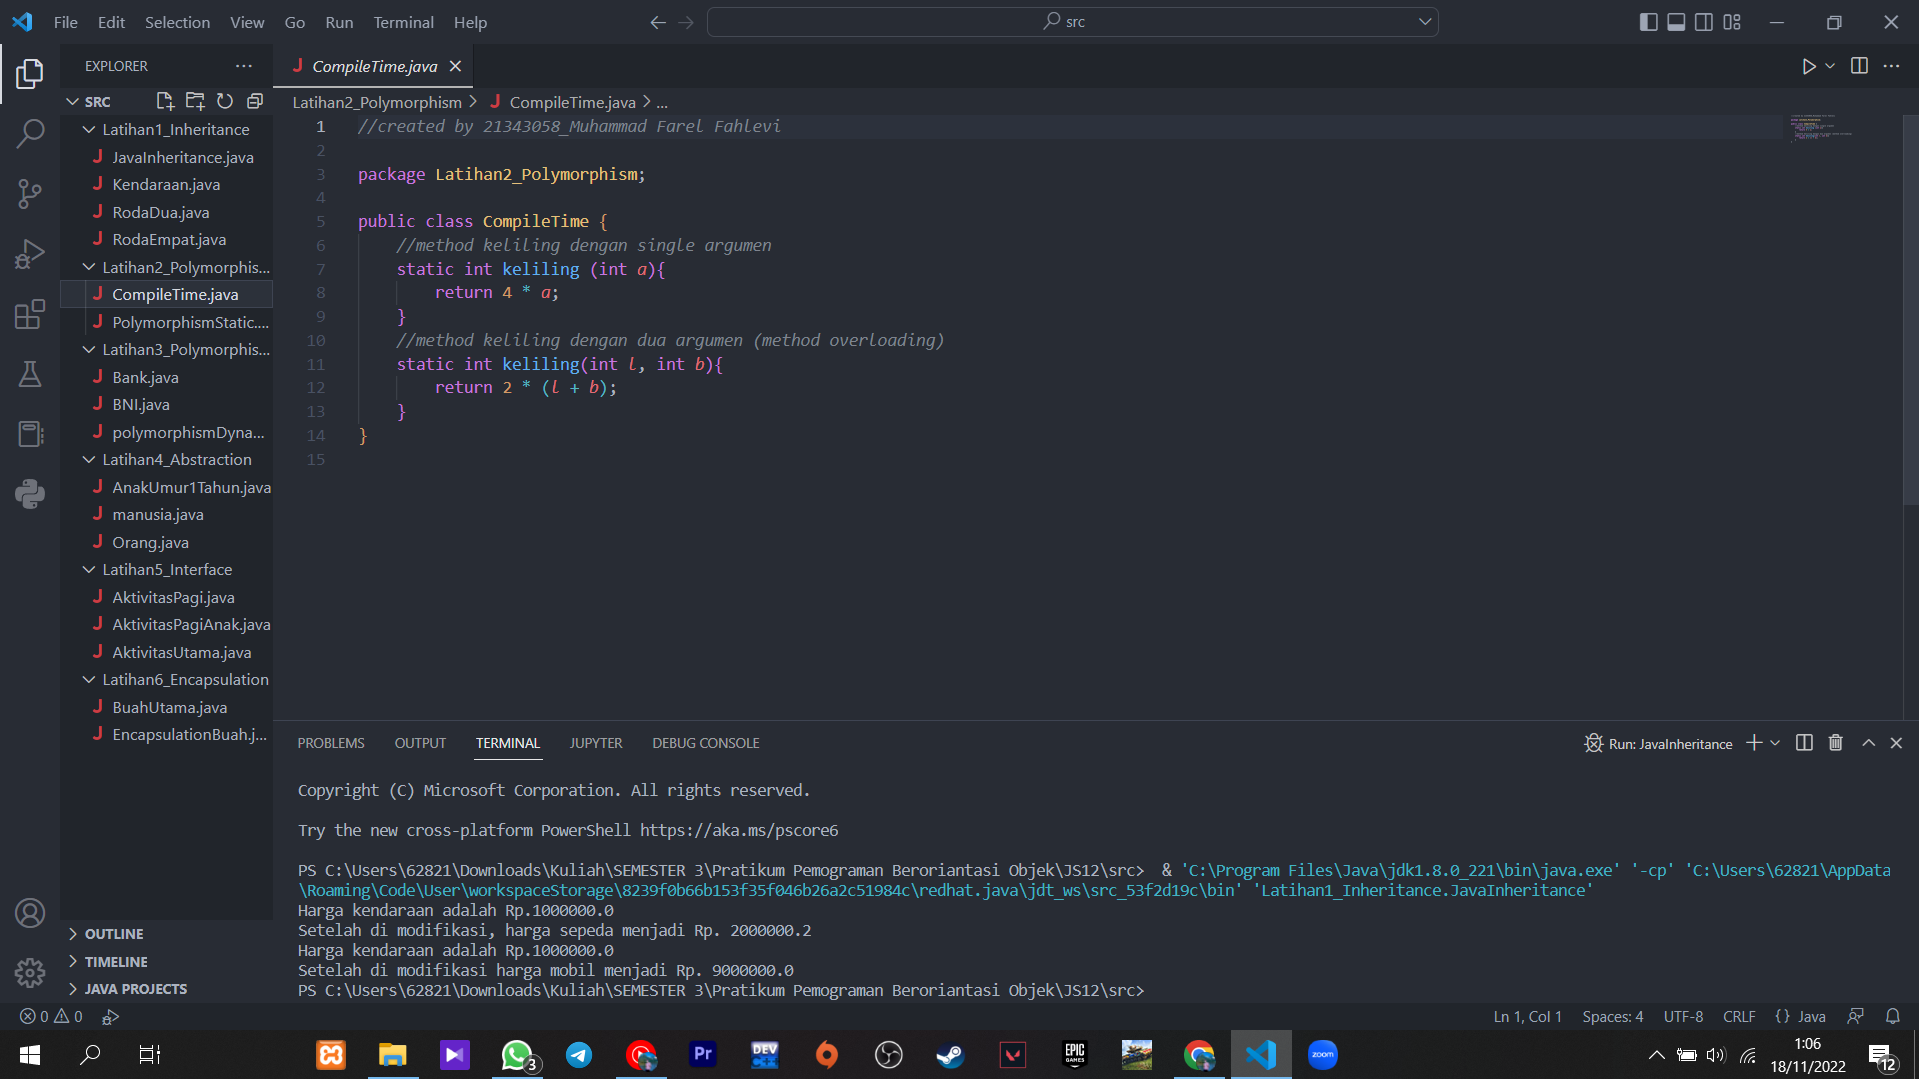 File Edit Selection View Go Run Terminal Help
src
EXPLORER
CompileTime.java
SRC
Latihan2_Polymorphism > CompileTime.java > ...
Latihan1_Inheritance
JavaInheritance.java
Kendaraan.java
RodaDua.java
RodaEmpat.java
Latihan2_Polymorphis...
CompileTime.java
PolymorphismStatic....
Latihan3_Polymorphis...
Bank.java
BNI.java
polymorphismDyna...
Latihan4_Abstraction
AnakUmur1Tahun.java
manusia.java
Orang.java
Latihan5_Interface
AktivitasPagi.java
AktivitasPagiAnak.java
AktivitasUtama.java
Latihan6_Encapsulation
BuahUtama.java
EncapsulationBuah.j...
OUTLINE
TIMELINE
JAVA PROJECTS
1 //created by 21343058_Muhammad Farel Fahlevi
2
3 package Latihan2_Polymorphism;
4
5 public class CompileTime {
6 //method keliling dengan single argumen
7 static int keliling (int a){
8 return 4 * a;
9 }
10 //method keliling dengan dua argumen (method overloading)
11 static int keliling(int l, int b){
12 return 2 * (l + b);
13 }
14 }
15
PROBLEMS OUTPUT TERMINAL JUPYTER DEBUG CONSOLE
Run: JavaInheritance
Copyright (C) Microsoft Corporation. All rights reserved.
Try the new cross-platform PowerShell https://aka.ms/pscore6
PS C:\Users\62821\Downloads\Kuliah\SEMESTER 3\Pratikum Pemograman Beroriantasi Objek\JS12\src>  & 'C:\Program Files\Java\jdk1.8.0_221\bin\java.exe' '-cp' 'C:\Users\62821\AppData
\Roaming\Code\User\workspaceStorage\8239f0b66b153f35f046b26a2c51984c\redhat.java\jdt_ws\src_53f2d19c\bin' 'Latihan1_Inheritance.JavaInheritance'
Harga kendaraan adalah Rp.1000000.0
Setelah di modifikasi, harga sepeda menjadi Rp. 2000000.2
Harga kendaraan adalah Rp.1000000.0
Setelah di modifikasi harga mobil menjadi Rp. 9000000.0
PS C:\Users\62821\Downloads\Kuliah\SEMESTER 3\Pratikum Pemograman Beroriantasi Objek\JS12\src>
0 0
Ln 1, Col 1 Spaces: 4 UTF-8 CRLF {} Java
3
Pr
DEV C++
EPIC GAMES
zoom
1:06
18/11/2022
12